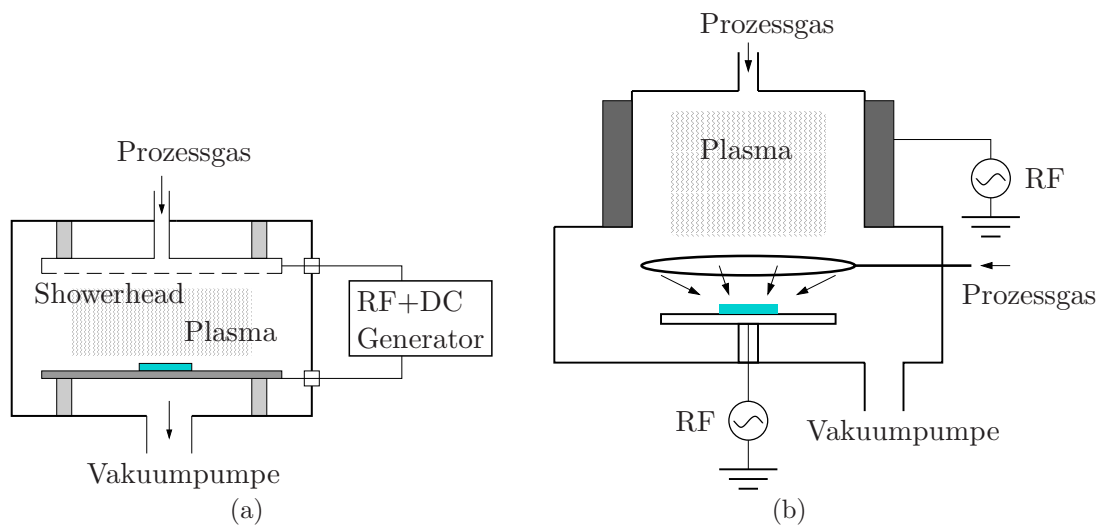 Prozessgas
Showerhead
Plasma
RF+DC
Generator
Vakuumpumpe
(a)
Prozessgas
Plasma
RF
Prozessgas
RF
Vakuumpumpe
(b)